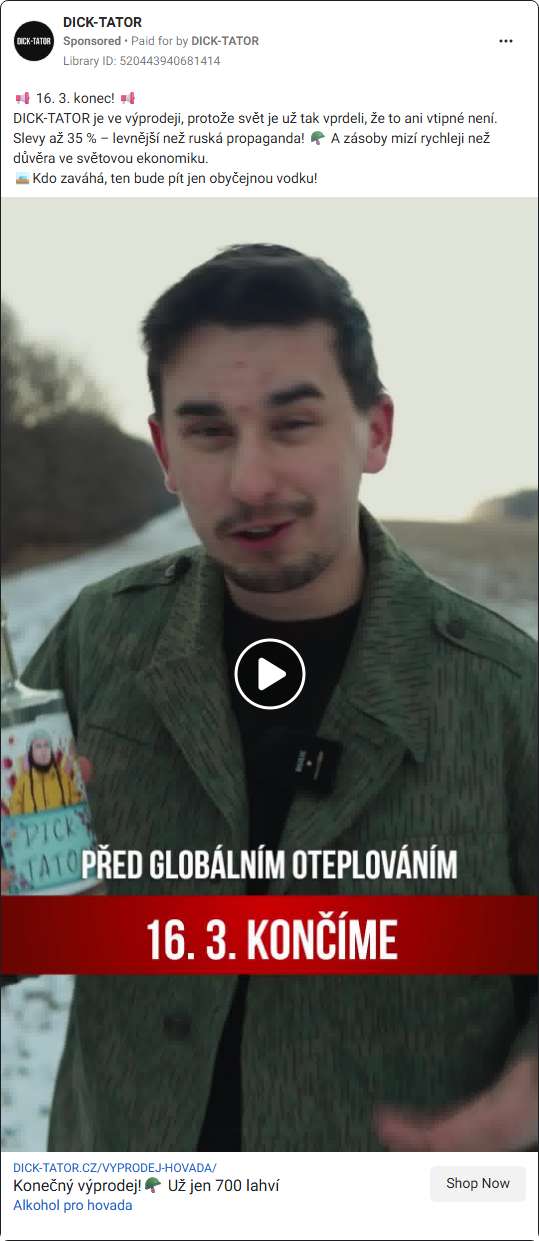 DICK-TATOR
DICK-TATOR
Sponsored • Paid for by DICK-TATOR
Library ID: 520443940681414
16. 3. konec!
DICK-TATOR je ve výprodeji, protože svět je už tak vprdeli, že to ani vtipné není.
Slevy až 35 % – levnější než ruská propaganda! 🪖 A zásoby mizí rychleji než
důvěra ve světovou ekonomiku.
Kdo zaváhá, ten bude pít jen obyčejnou vodku!
DICK
TATO
PŘED GLOBÁLNÍM OTEPLOVÁNÍM
16. 3. KONČÍME
DICK-TATOR.CZ/VYPRODEJ-HOVADA/
Konečný výprodej!🪖 Už jen 700 lahví
Alkohol pro hovada
Shop Now